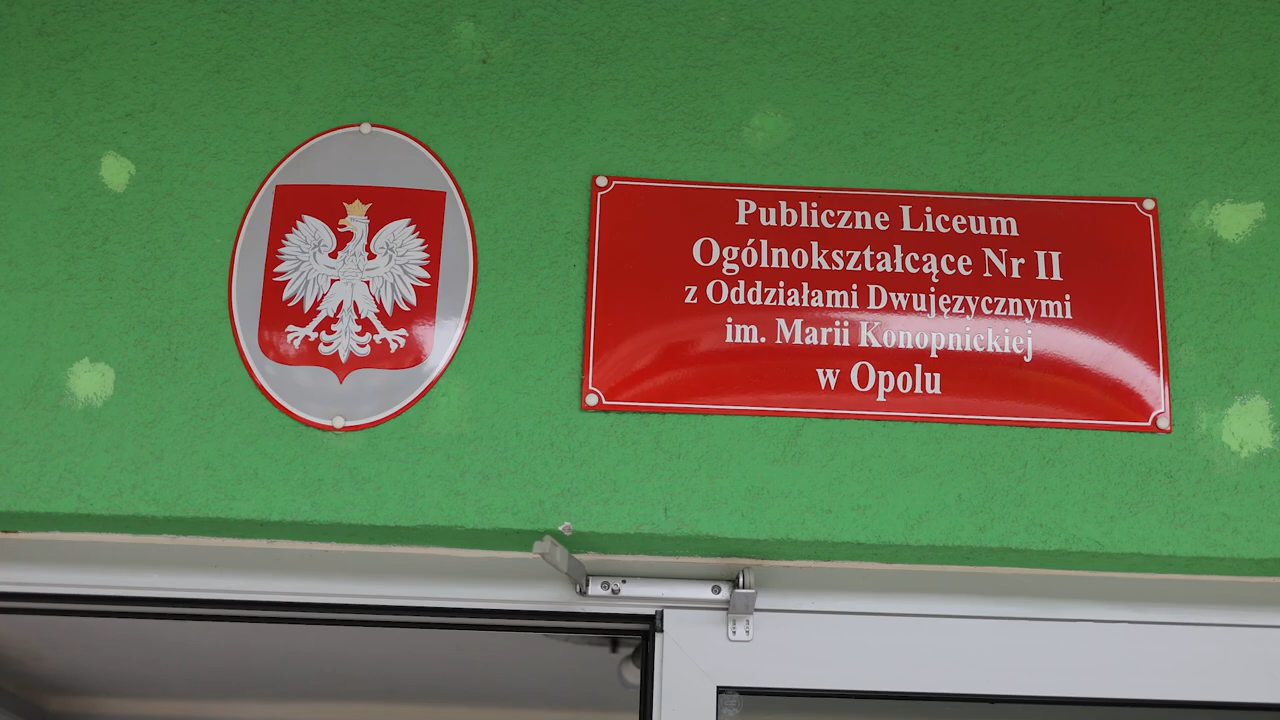 Publiczne Liceum
Ogólnokształcące Nr II
z Oddziałami Dwujęzycznymi
im. Marii Konopnickiej
w Opolu